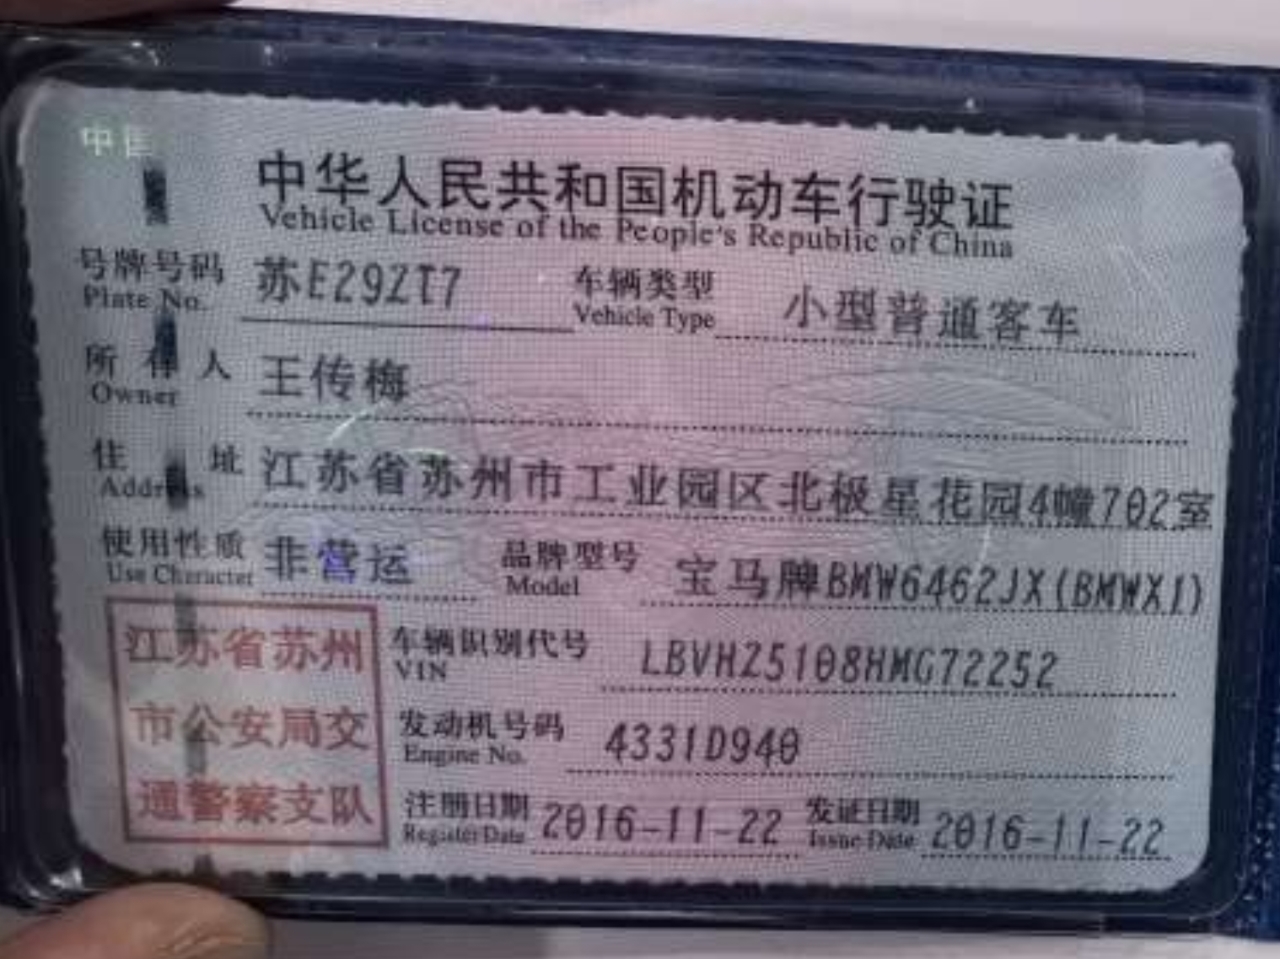 中国
中华人民共和国机动车行驶证
Vehicle License of the People's Republic of China
号牌号码 苏E29ZT7 车辆类型 小型普通客车
Plate No. Vehicle Type
所有人 王传梅
Owner
住址 江苏省苏州市工业园区北极星花园4幢702室
Address
使用性质 非营运 品牌型号 宝马牌BMW6462JX(BMWX1)
Use Character Model
江苏省苏州
市公安局交
通警察支队
车辆识别代号 LBVHZ5108HMG72252
VIN
发动机号码 4331D940
Engine No.
注册日期 2016-11-22 发证日期 2016-11-22
Register Date Issue Date